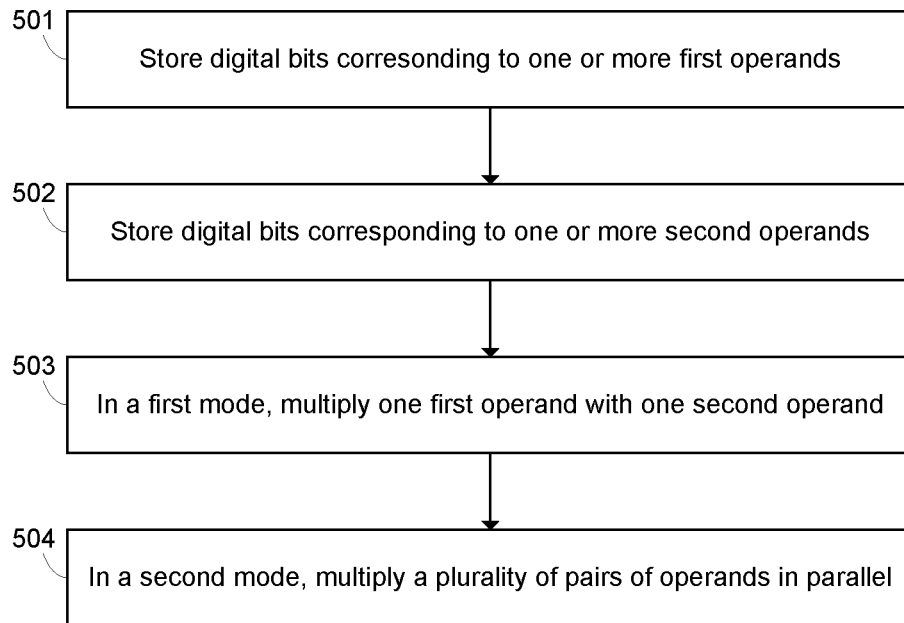 501
Store digital bits corresonding to one or more first operands
502
Store digital bits corresponding to one or more second operands
503
In a first mode, multiply one first operand with one second operand
504
In a second mode, multiply a plurality of pairs of operands in parallel